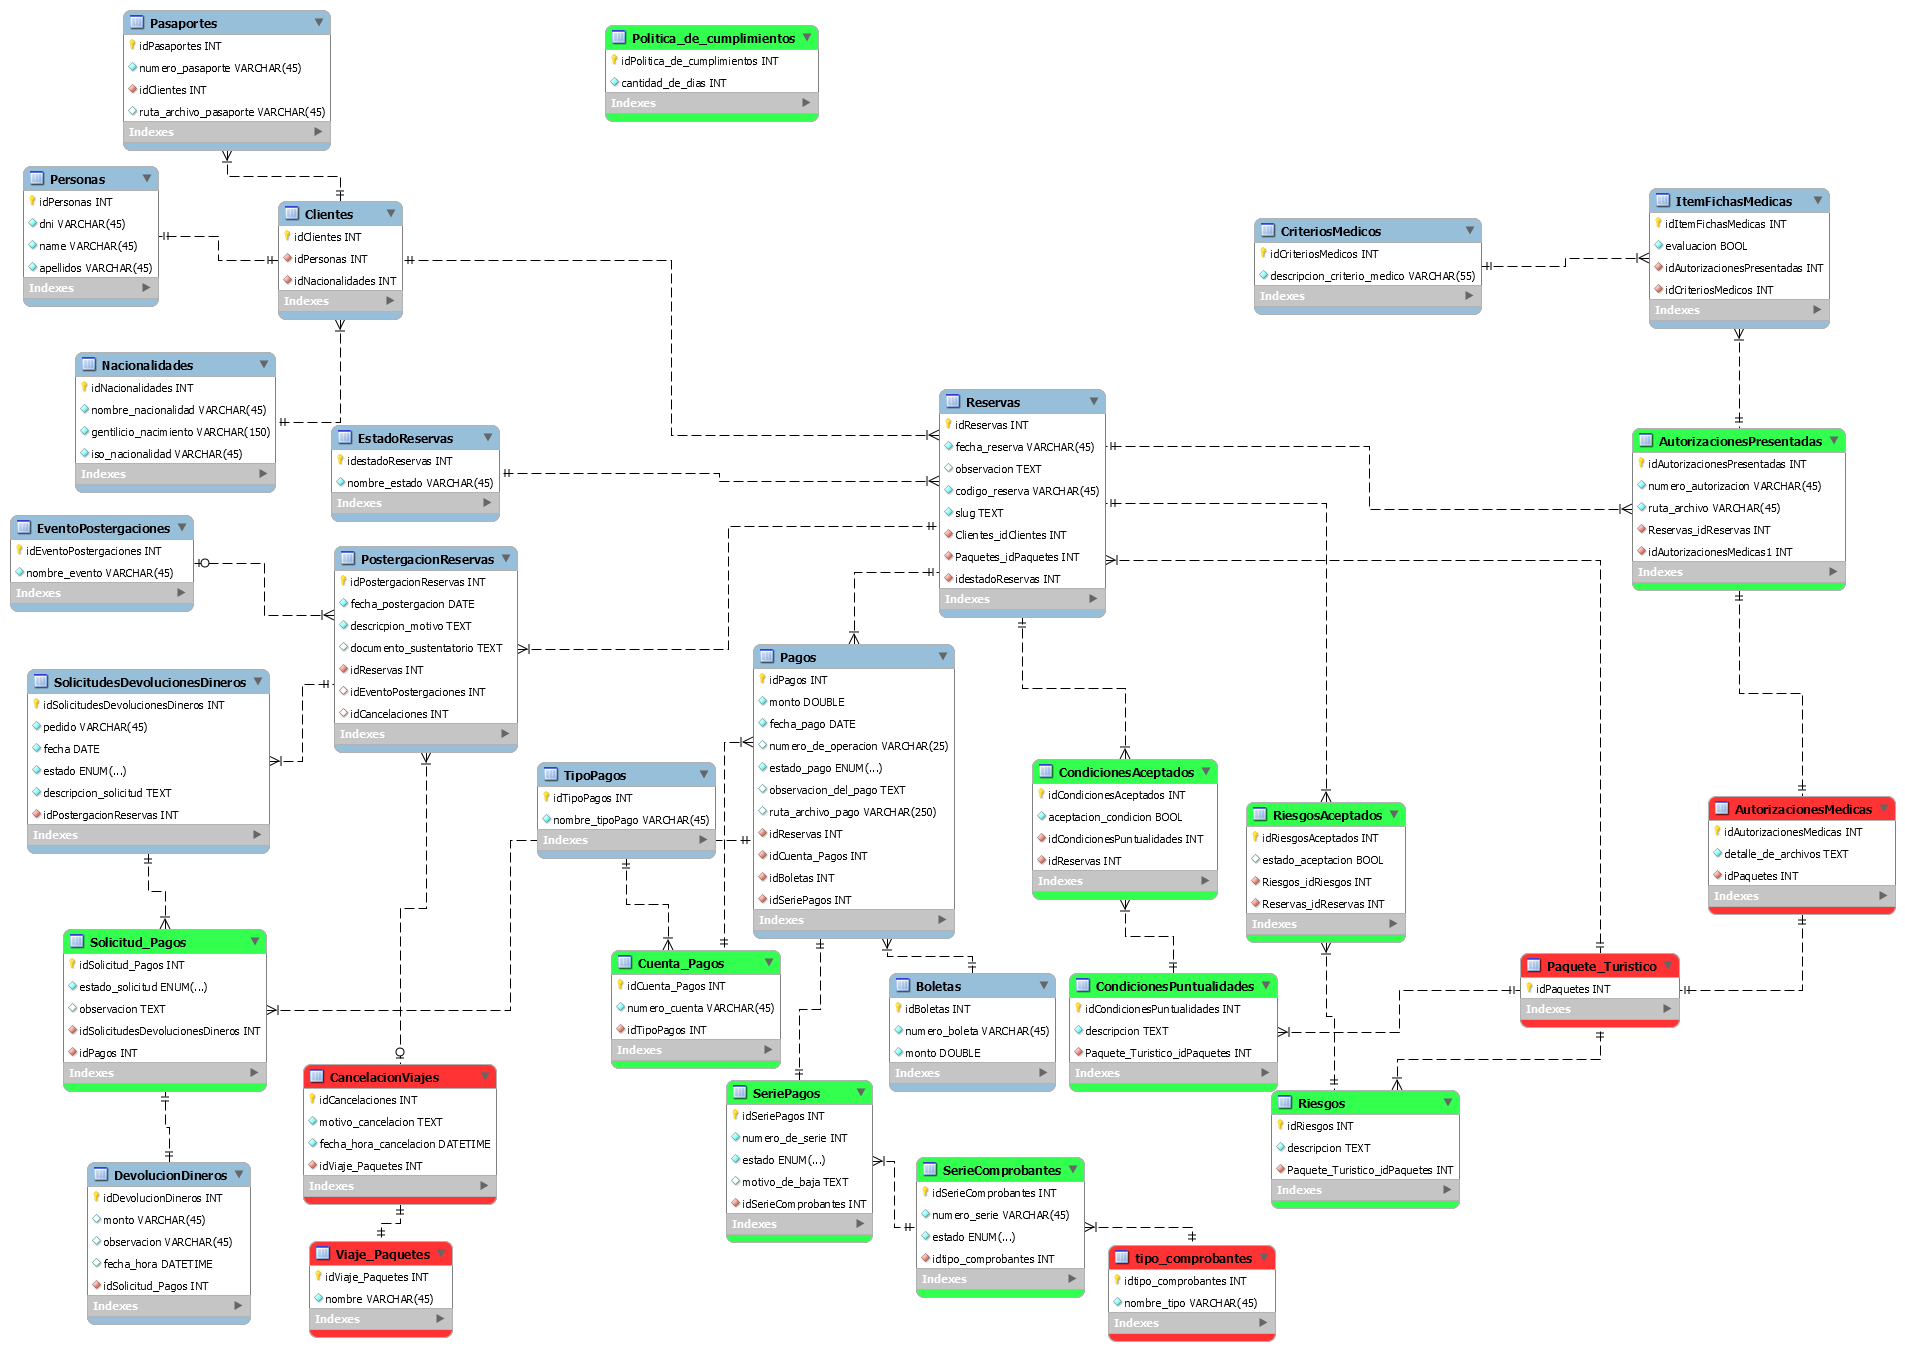 Pasaportes
idPasaportes INT
numero_pasaporte VARCHAR(45)
idClientes INT
ruta_archivo_pasaporte VARCHAR(45)
Indexes
Politica_de_cumplimientos
idPolitica_de_cumplimientos INT
cantidad_de_dias INT
Indexes
Personas
idPersonas INT
dni VARCHAR(45)
name VARCHAR(45)
apellidos VARCHAR(45)
Indexes
Clientes
idClientes INT
idPersonas INT
idNacionalidades INT
Indexes
CriteriosMedicos
idCriteriosMedicos INT
descripcion_criterio_medico VARCHAR(55)
Indexes
ItemFichasMedicas
idItemFichasMedicas INT
evaluacion BOOL
idAutorizacionesPresentadas INT
idCriteriosMedicos INT
Indexes
Nacionalidades
idNacionalidades INT
nombre_nacionalidad VARCHAR(45)
gentilicio_nacimiento VARCHAR(150)
iso_nacionalidad VARCHAR(45)
Indexes
EstadoReservas
idestadoReservas INT
nombre_estado VARCHAR(45)
Indexes
Reservas
idReservas INT
fecha_reserva VARCHAR(45)
observacion TEXT
codigo_reserva VARCHAR(45)
slug TEXT
Clientes_idClientes INT
Paquetes_idPaquetes INT
idestadoReservas INT
Indexes
AutorizacionesPresentadas
idAutorizacionesPresentadas INT
numero_autorizacion VARCHAR(45)
ruta_archivo VARCHAR(45)
Reservas_idReservas INT
idAutorizacionesMedicas1 INT
Indexes
EventoPostergaciones
idEventoPostergaciones INT
nombre_evento VARCHAR(45)
Indexes
PostergacionReservas
idPostergacionReservas INT
fecha_postergacion DATE
descricpion_motivo TEXT
documento_sustentatorio TEXT
idReservas INT
idEventoPostergaciones INT
idCancelaciones INT
Indexes
SolicitudesDevolucionesDineros
idSolicitudesDevolucionesDineros INT
pedido VARCHAR(45)
fecha DATE
estado ENUM(...)
descripcion_solicitud TEXT
idPostergacionReservas INT
Indexes
Pagos
idPagos INT
monto DOUBLE
fecha_pago DATE
numero_de_operacion VARCHAR(25)
estado_pago ENUM(...)
observacion_del_pago TEXT
ruta_archivo_pago VARCHAR(250)
idReservas INT
idCuenta_Pagos INT
idBoletas INT
idSeriePagos INT
Indexes
TipoPagos
idTipoPagos INT
nombre_tipoPago VARCHAR(45)
Indexes
CondicionesAceptados
idCondicionesAceptados INT
aceptacion_condicion BOOL
idCondicionesPuntualidades INT
idReservas INT
Indexes
RiesgosAceptados
idRiesgosAceptados INT
estado_aceptacion BOOL
Riesgos_idRiesgos INT
Reservas_idReservas INT
Indexes
AutorizacionesMedicas
idAutorizacionesMedicas INT
detalle_de_archivos TEXT
idPaquetes INT
Indexes
Solicitud_Pagos
idSolicitud_Pagos INT
estado_solicitud ENUM(...)
observacion TEXT
idSolicitudesDevolucionesDineros INT
idPagos INT
Indexes
Cuenta_Pagos
idCuenta_Pagos INT
numero_cuenta VARCHAR(45)
idTipoPagos INT
Indexes
Boletas
idBoletas INT
numero_boleta VARCHAR(45)
monto DOUBLE
Indexes
CondicionesPuntualidades
idCondicionesPuntualidades INT
descripcion TEXT
Paquete_Turistico_idPaquetes INT
Indexes
Paquete_Turistico
idPaquetes INT
Indexes
CancelacionViajes
idCancelaciones INT
motivo_cancelacion TEXT
fecha_hora_cancelacion DATETIME
idViaje_Paquetes INT
Indexes
SeriePagos
idSeriePagos INT
numero_de_serie INT
estado ENUM(...)
motivo_de_baja TEXT
idSerieComprobantes INT
Indexes
Riesgos
idRiesgos INT
descripcion TEXT
Paquete_Turistico_idPaquetes INT
Indexes
DevolucionDineros
idDevolucionDineros INT
monto VARCHAR(45)
observacion VARCHAR(45)
fecha_hora DATETIME
idSolicitud_Pagos INT
Indexes
SerieComprobantes
idSerieComprobantes INT
numero_serie VARCHAR(45)
estado ENUM(...)
idtipo_comprobantes INT
Indexes
Viaje_Paquetes
idViaje_Paquetes INT
nombre VARCHAR(45)
Indexes
tipo_comprobantes
idtipo_comprobantes INT
nombre_tipo VARCHAR(45)
Indexes